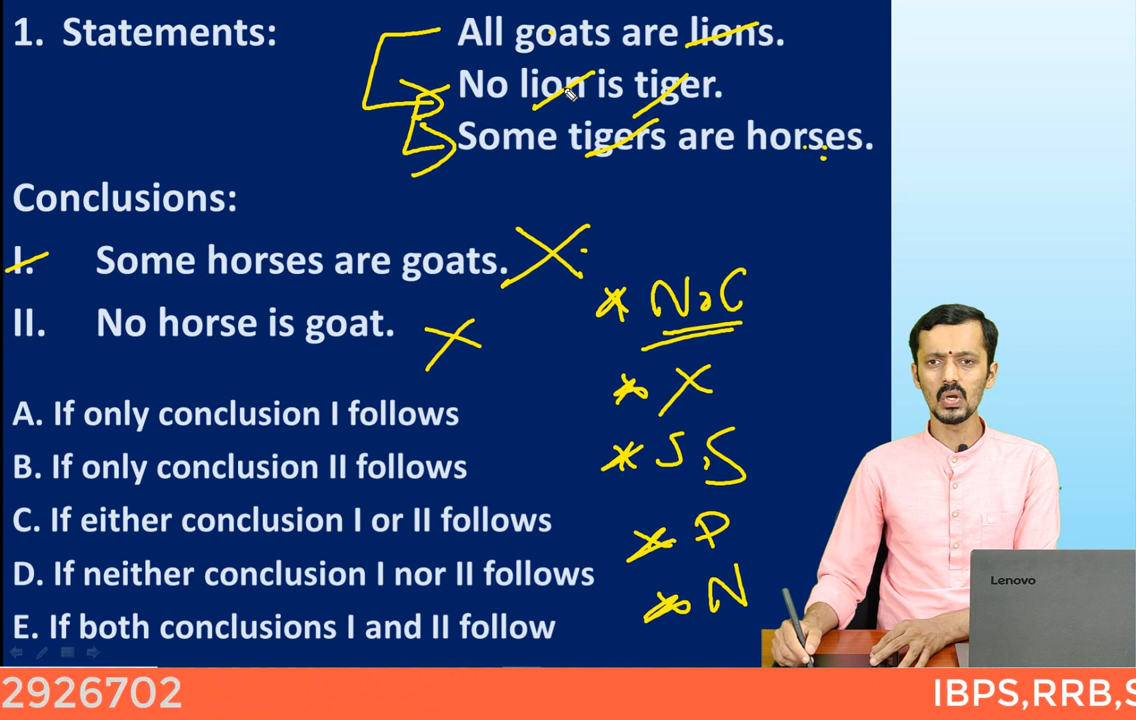 1. Statements: All goats are lions.
No lion is tiger.
Some tigers are horses.
Conclusions:
I. Some horses are goats.
II. No horse is goat.
* NoC
* X
* S S
* P
* N
A. If only conclusion I follows
B. If only conclusion II follows
C. If either conclusion I or II follows
D. If neither conclusion I nor II follows
E. If both conclusions I and II follow
Lenovo
2926702 IBPS,RRB,S